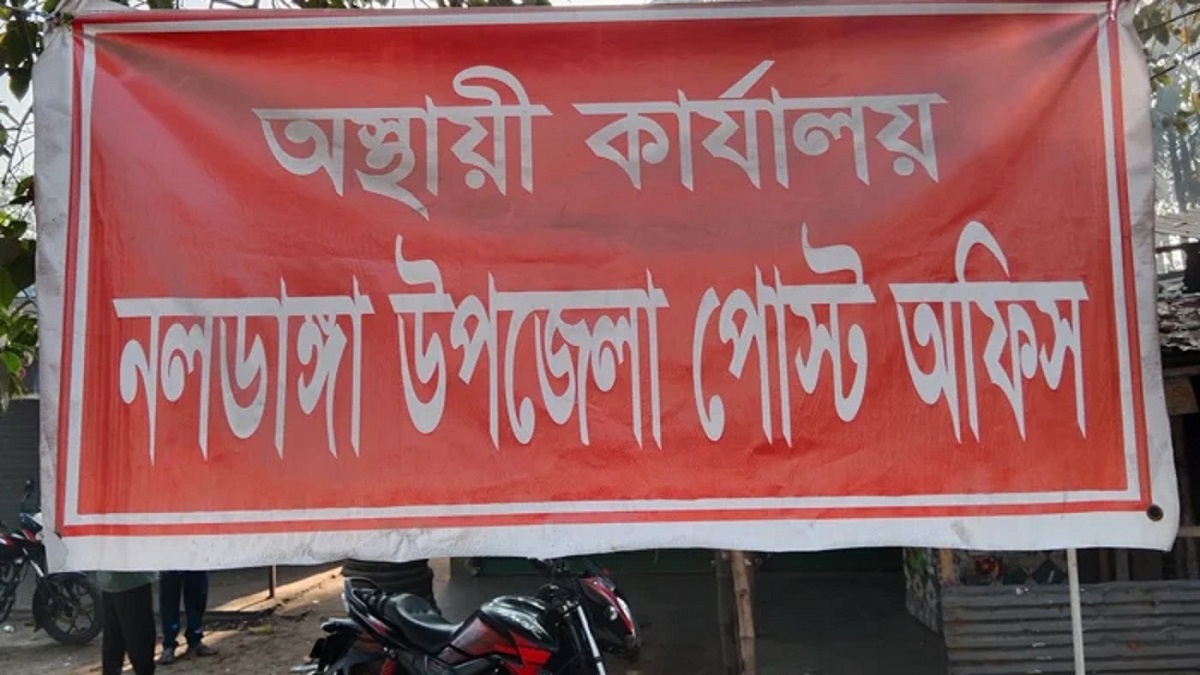 অস্থায়ী কার্যালয়
নলডাঙ্গা উপজেলা পোস্ট অফিস